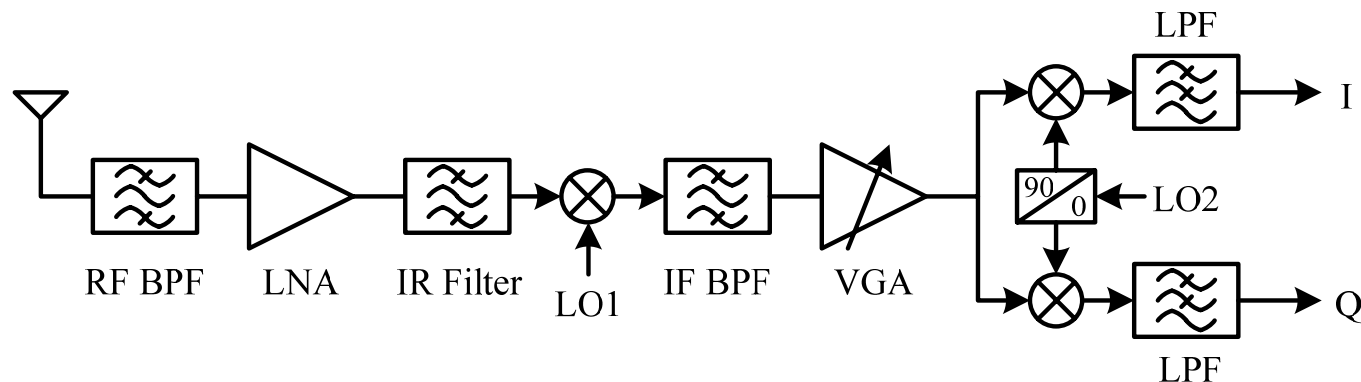 LPF
I
90
0
LO2
RF BPF
LNA
IR Filter
LO1
IF BPF
VGA
Q
LPF